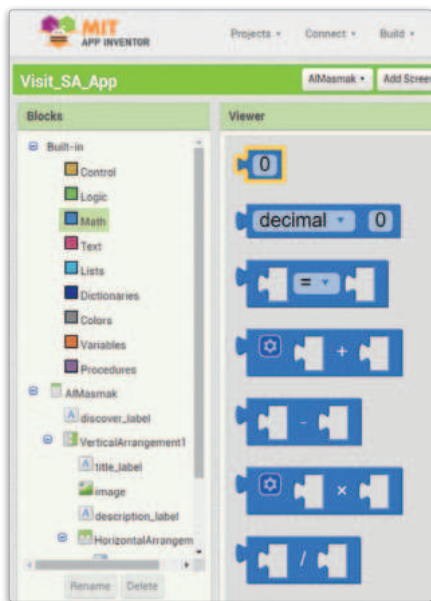 MIT
APP INVENTOR
Projects
Connect
Build
Visit_SA_App
AlMasmak
Add Scree
Blocks
Viewer
Built-in
Control
Logic
Math
Text
Lists
Dictionaries
Colors
Variables
Procedures
AlMasmak
discover_label
VerticalArrangement1
title_label
image
description_label
HorizontalArrangem
Rename
Delete
0
decimal 0
=
+
-
×
/